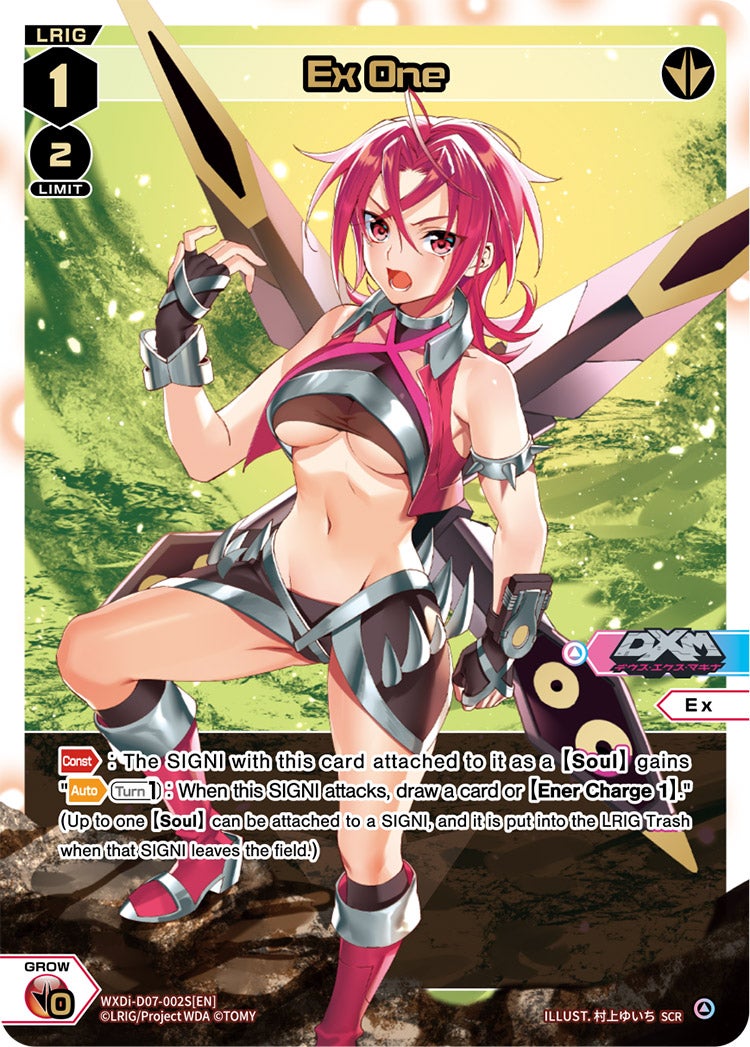 LRIG
1
Ex One
2
LIMIT
DXM
デウス・エクス・マキナ
Ex
Const : The SIGNI with this card attached to it as a 【Soul】 gains
"Auto Turn 1 : When this SIGNI attacks, draw a card or 【Ener Charge 1】."
(Up to one 【Soul】 can be attached to a SIGNI, and it is put into the LRIG Trash
when that SIGNI leaves the field.)
GROW
0
WXDi-D07-002S[EN]
©LRIG/Project WDA ©TOMY
ILLUST. 村上ゆいち SCR